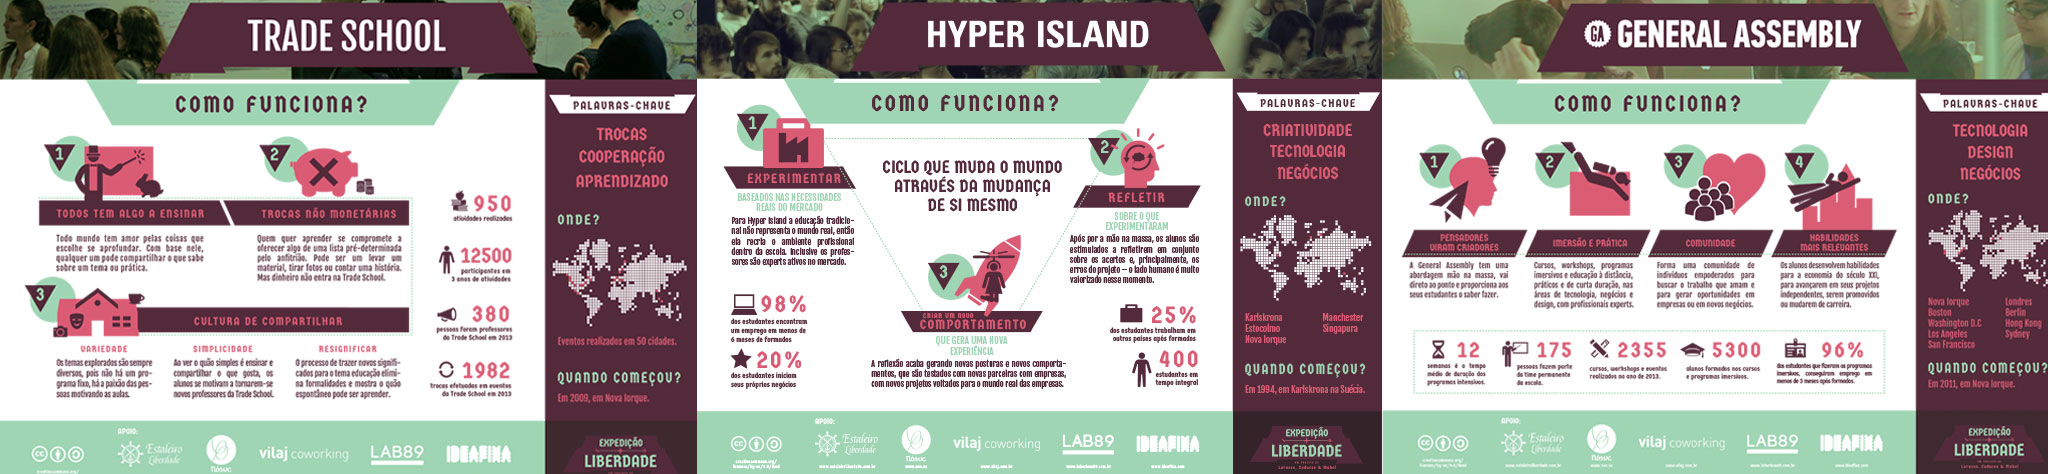 TRADE SCHOOL
COMO FUNCIONA?
1
TODOS TEM ALGO A ENSINAR
Todo mundo tem amor pelas coisas que
escolhe se aprofundar. Com base nele,
qualquer um pode compartilhar o que sabe
sobre um tema ou prática.
2
TROCAS NÃO MONETÁRIAS
Quem quer aprender se compromete a
oferecer algo de uma lista pré-determinada
pelo anfitrião. Pode ser um levar um
material, tirar fotos ou contar uma história.
Mas dinheiro não entra na Trade School.
3
CULTURA DE COMPARTILHAR
VARIEDADE
Os temas explorados são sempre
diversos, pois não há um pro-
grama fixo, há a paixão das pes-
soas motivando as aulas.
SIMPLICIDADE
Ao ver o quão simples é ensinar e
compartilhar o que gosta, os
alunos se motivam a tornarem-se
novos professores da Trade School.
RESIGNIFICAR
O processo de trazer novos signifi-
cados para o tema educação elimi-
na formalidades e mostra o quão
espontâneo pode ser aprender.
950
atividades realizadas
12500
participantes em
3 anos de atividades
380
pessoas foram professores
da Trade School em 2013
1982
trocas efetuadas em eventos
da Trade School em 2013
PALAVRAS-CHAVE
TROCAS
COOPERAÇÃO
APRENDIZADO
ONDE?
Eventos realizados em 50 cidades.
QUANDO COMEÇOU?
Em 2009, em Nova Iorque.
APOIO:
cc
Estaleiro
Liberdade
Nósvc
vilaj coworking
LAB89
IDEAFIXA
EXPEDIÇÃO
LIBERDADE
HYPER ISLAND
COMO FUNCIONA?
1
EXPERIMENTAR
BASEADOS NAS NECESSIDADES
REAIS DO MERCADO
Para Hyper Island a educação tradicio-
nal não representa o mundo real, então
ela recria o ambiente profissional
dentro da escola. Inclusive os profes-
sores são experts ativos no mercado.
CICLO QUE MUDA O MUNDO
ATRAVÉS DA MUDANÇA
DE SI MESMO
2
REFLETIR
SOBRE O QUE
EXPERIMENTARAM
Após por a mão na massa, os alunos são
estimulados a refletirem em conjunto
sobre os acertos e, principalmente, os
erros do projeto – o lado humano é muito
valorizado nesse momento.
3
CRIAR UM NOVO
COMPORTAMENTO
QUE GERA UMA NOVA
EXPERIÊNCIA
A reflexão acaba gerando novas posturas e novos comporta-
mentos, que são testados com novas parceiras com empresas,
com novos projetos voltados para o mundo real das empresas.
98%
dos estudantes encontram
um emprego em menos de
6 meses de formados
20%
dos estudantes iniciam
seus próprios negócios
25%
dos estudantes trabalham em
outros países após formados
400
estudantes em
tempo integral
PALAVRAS-CHAVE
CRIATIVIDADE
TECNOLOGIA
NEGÓCIOS
ONDE?
Karlskrona
Estocolmo
Nova Iorque
Manchester
Singapura
QUANDO COMEÇOU?
Em 1994, em Karlskrona na Suécia.
APOIO:
cc
Estaleiro
Liberdade
Nósvc
vilaj coworking
LAB89
IDEAFIXA
EXPEDIÇÃO
LIBERDADE
GA GENERAL ASSEMBLY
COMO FUNCIONA?
1
PENSADORES
VIRAM CRIADORES
A General Assembly tem uma
abordagem mão na massa, vai
direto ao ponto e proporciona aos
seus estudantes o saber fazer.
2
IMERSÃO E PRÁTICA
Cursos, workshops, programas
imersivos e educação à distância,
práticos e de curta duração, nas
áreas de tecnologia, negócios e
design, com profissionais experts.
3
COMUNIDADE
Forma uma comunidade de
indivíduos empoderados para
buscar o trabalho que amam e
para gerar oportunidades em
empresas ou em novos negócios.
4
HABILIDADES
MAIS RELEVANTES
Os alunos desenvolvem habilidades
para a economia do século XXI,
para avançarem em seus projetos
independentes, serem promovidos
ou mudarem de carreira.
12
semanas é o tempo
médio de duração dos
programas intensivos.
175
pessoas fazem parte
do time permanente
da escola.
2355
cursos, workshops e eventos
realizados no ano de 2013.
5300
alunos formados nos cursos
e programas imersivos.
96%
dos estudantes que fizeram os programas
imersivos, conseguiram emprego em
menos de 3 meses após formados.
PALAVRAS-CHAVE
TECNOLOGIA
DESIGN
NEGÓCIOS
ONDE?
Nova Iorque
Boston
Washington D.C
Los Angeles
San Francisco
Londres
Berlin
Hong Kong
Sydney
QUANDO COMEÇOU?
Em 2011, em Nova Iorque.
APOIO:
cc
Estaleiro
Liberdade
Nósvc
vilaj coworking
LAB89
IDEAFIXA
EXPEDIÇÃO
LIBERDADE